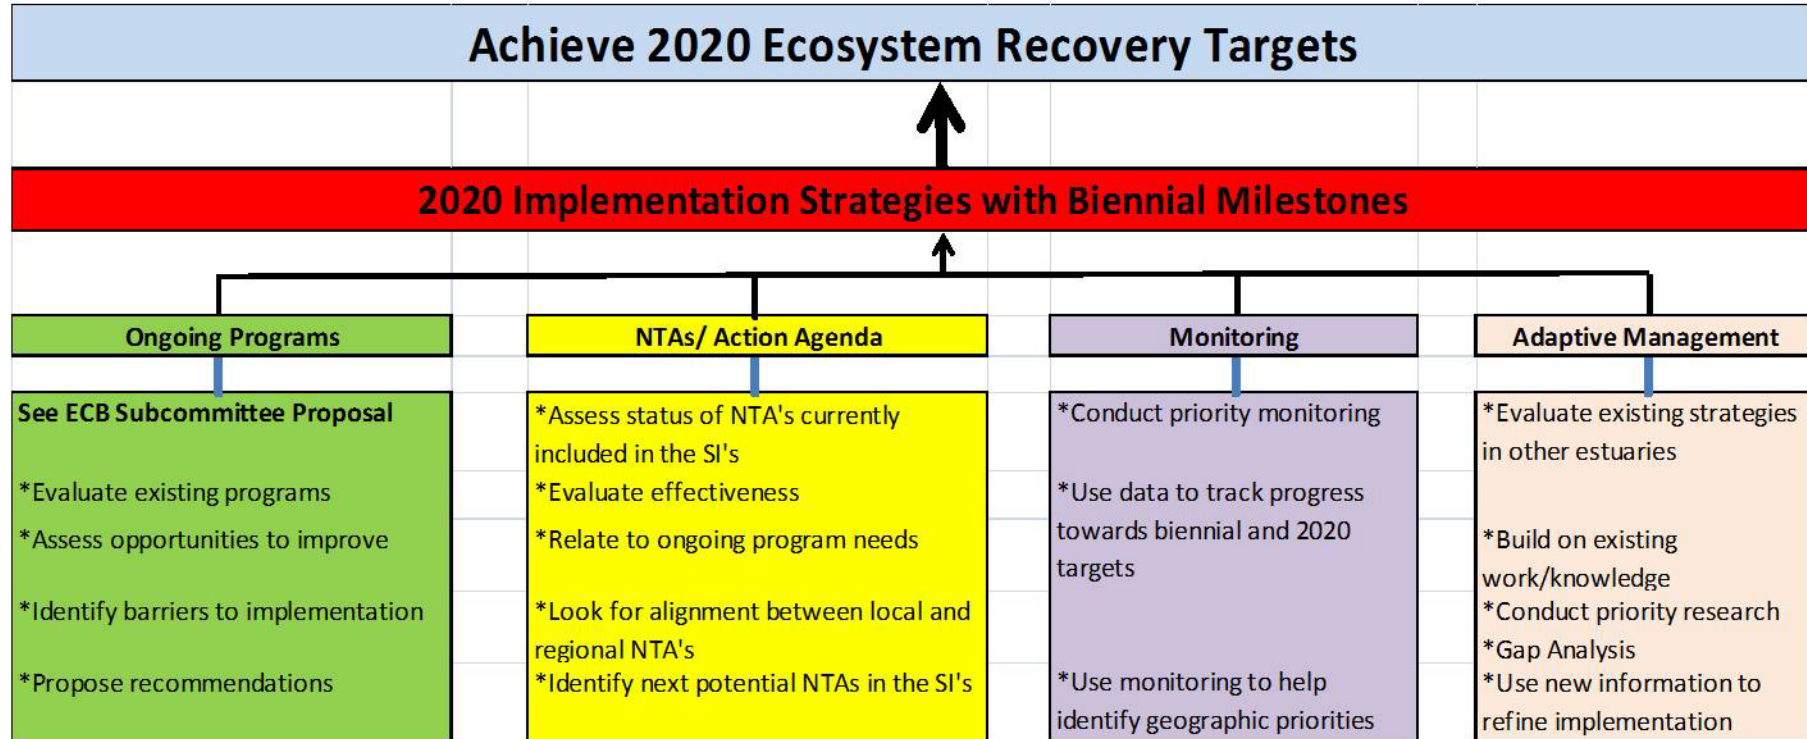 Achieve 2020 Ecosystem Recovery Targets
2020 Implementation Strategies with Biennial Milestones
Ongoing Programs
See ECB Subcommittee Proposal
*Evaluate existing programs
*Assess opportunities to improve
*Identify barriers to implementation
*Propose recommendations
NTAs/ Action Agenda
*Assess status of NTA's currently
included in the SI's
*Evaluate effectiveness
*Relate to ongoing program needs
*Look for alignment between local and
regional NTA's
*Identify next potential NTAs in the SI's
Monitoring
*Conduct priority monitoring
*Use data to track progress
towards biennial and 2020
targets
*Use monitoring to help
identify geographic priorities
Adaptive Management
*Evaluate existing strategies
in other estuaries
*Build on existing
work/knowledge
*Conduct priority research
*Gap Analysis
*Use new information to
refine implementation